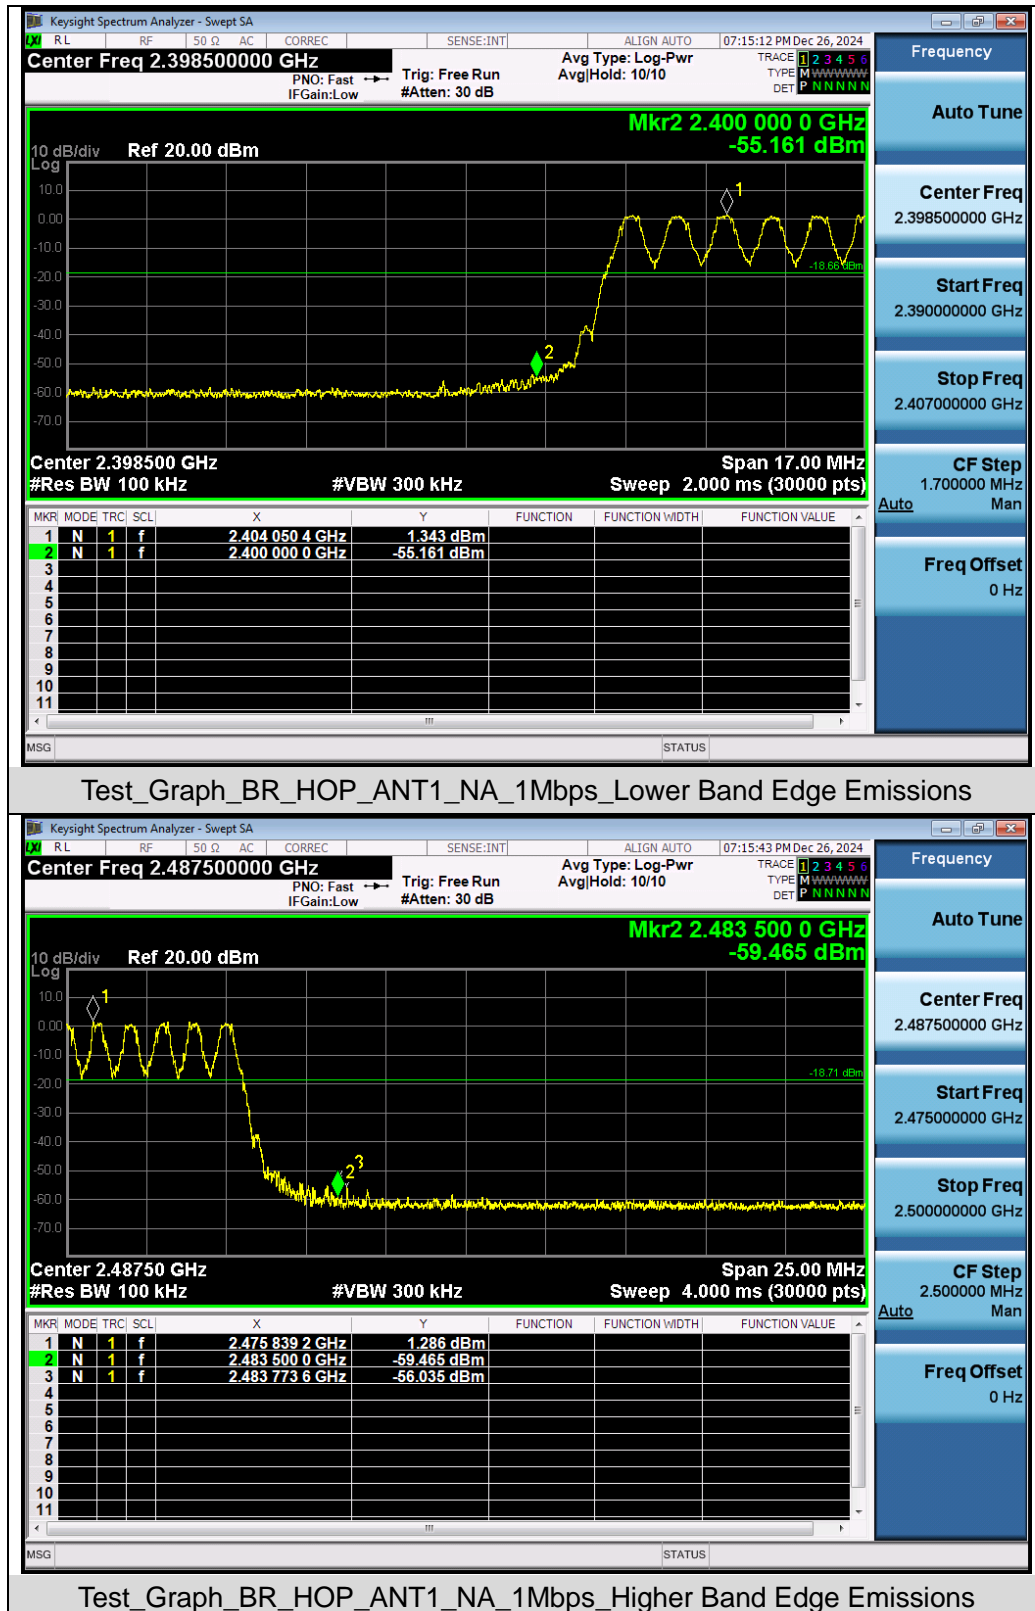 Keysight Spectrum Analyzer - Swept SA
LXI RL RF 50 Ω AC CORREC SENSE:INT ALIGN AUTO 07:15:12 PM Dec 26, 2024
Center Freq 2.398500000 GHz
PNO: Fast
IFGain:Low
Trig: Free Run
#Atten: 30 dB
Avg Type: Log-Pwr
Avg|Hold: 10/10
TRACE 1 2 3 4 5 6
TYPE M W W W W W
DET P N N N N N
Mkr2 2.400 000 0 GHz
-55.161 dBm
10 dB/div Ref 20.00 dBm
Log
10.0
0.00
-10.0
-20.0
-30.0
-40.0
-50.0
-60.0
-70.0
1
2
-18.66 dBm
Center 2.398500 GHz Span 17.00 MHz
#Res BW 100 kHz #VBW 300 kHz Sweep 2.000 ms (30000 pts)
MKR MODE TRC SCL X Y FUNCTION FUNCTION WIDTH FUNCTION VALUE
1 N 1 f 2.404 050 4 GHz 1.343 dBm
2 N 1 f 2.400 000 0 GHz -55.161 dBm
3
4
5
6
7
8
9
10
11
MSG STATUS
Frequency
Auto Tune
Center Freq
2.398500000 GHz
Start Freq
2.390000000 GHz
Stop Freq
2.407000000 GHz
CF Step
1.700000 MHz
Auto Man
Freq Offset
0 Hz
Test_Graph_BR_HOP_ANT1_NA_1Mbps_Lower Band Edge Emissions
Keysight Spectrum Analyzer - Swept SA
LXI RL RF 50 Ω AC CORREC SENSE:INT ALIGN AUTO 07:15:43 PM Dec 26, 2024
Center Freq 2.487500000 GHz
PNO: Fast
IFGain:Low
Trig: Free Run
#Atten: 30 dB
Avg Type: Log-Pwr
Avg|Hold: 10/10
TRACE 1 2 3 4 5 6
TYPE M W W W W W
DET P N N N N N
Mkr2 2.483 500 0 GHz
-59.465 dBm
10 dB/div Ref 20.00 dBm
Log
10.0
0.00
-10.0
-20.0
-30.0
-40.0
-50.0
-60.0
-70.0
1
2
3
-18.71 dBm
Center 2.48750 GHz Span 25.00 MHz
#Res BW 100 kHz #VBW 300 kHz Sweep 4.000 ms (30000 pts)
MKR MODE TRC SCL X Y FUNCTION FUNCTION WIDTH FUNCTION VALUE
1 N 1 f 2.475 839 2 GHz 1.286 dBm
2 N 1 f 2.483 500 0 GHz -59.465 dBm
3 N 1 f 2.483 773 6 GHz -56.035 dBm
4
5
6
7
8
9
10
11
MSG STATUS
Frequency
Auto Tune
Center Freq
2.487500000 GHz
Start Freq
2.475000000 GHz
Stop Freq
2.500000000 GHz
CF Step
2.500000 MHz
Auto Man
Freq Offset
0 Hz
Test_Graph_BR_HOP_ANT1_NA_1Mbps_Higher Band Edge Emissions